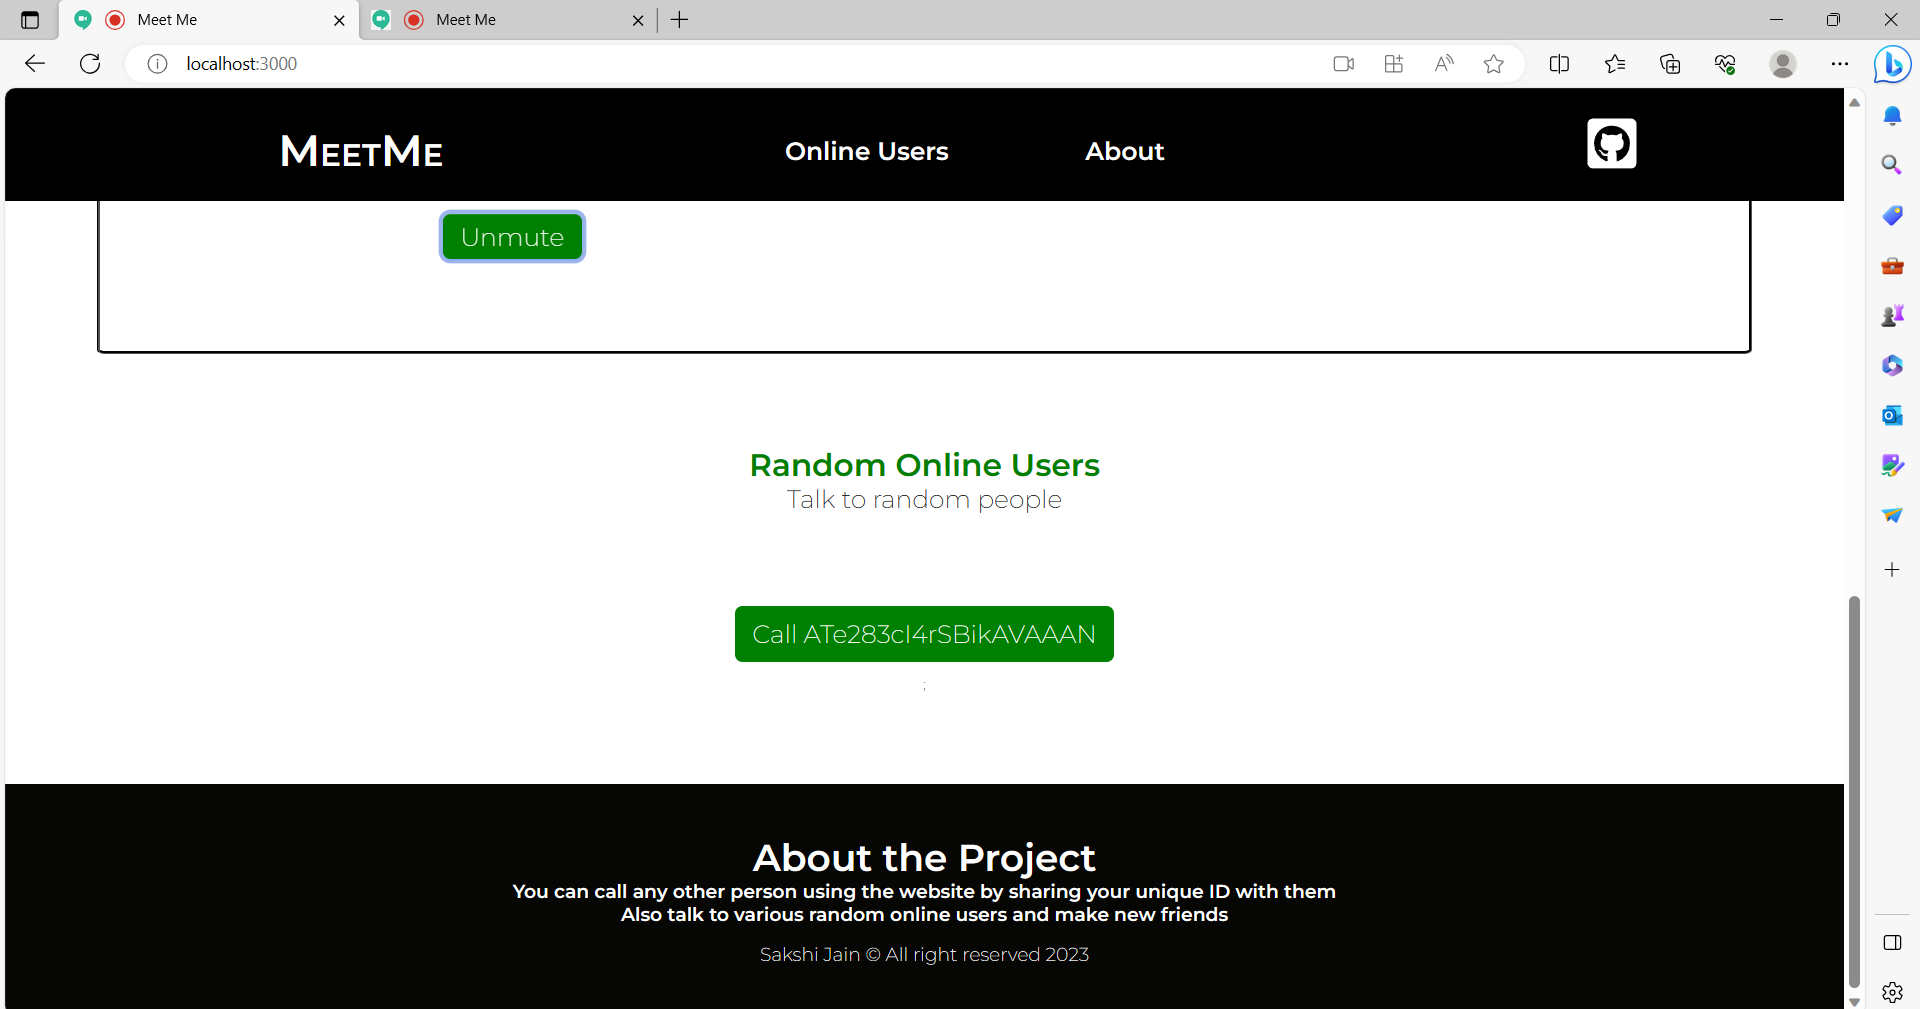 Meet Me
Meet Me
localhost:3000
MeetMe
Online Users
About
Unmute
Random Online Users
Talk to random people
Call ATe283cI4rSBikAVAAAN
;
About the Project
You can call any other person using the website by sharing your unique ID with them
Also talk to various random online users and make new friends
Sakshi Jain © All right reserved 2023